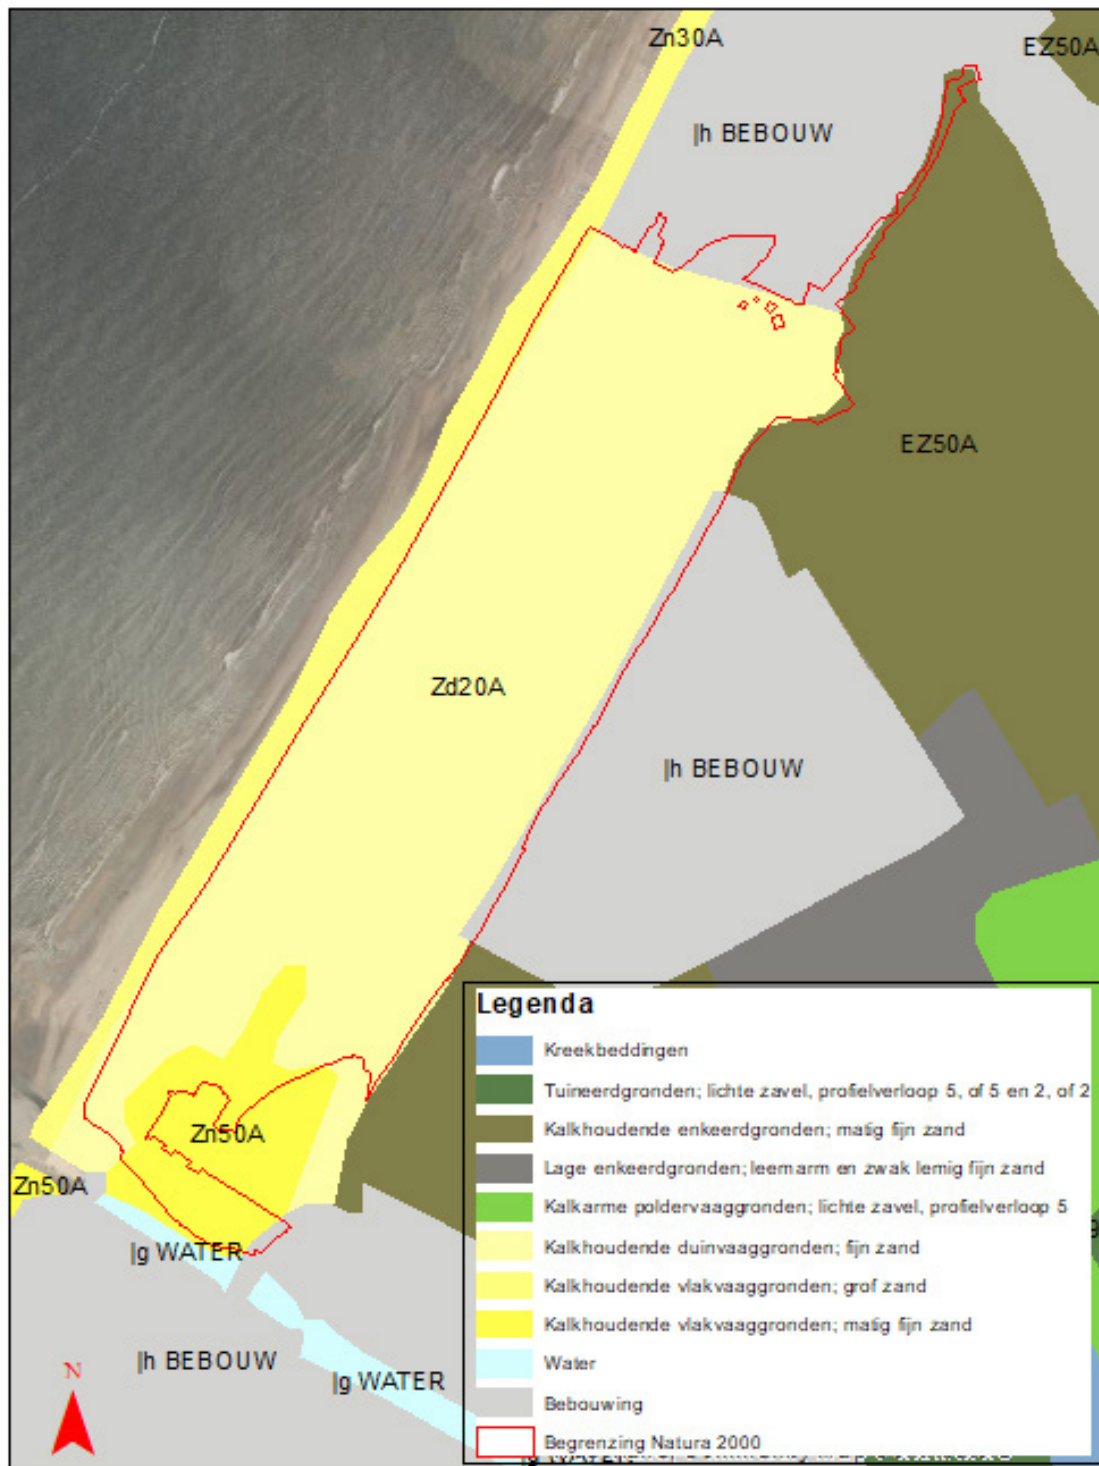 Zn30A
EZ50A
|h BEBOUW
EZ50A
Zd20A
|h BEBOUW
Zn50A
Zn50A
|g WATER
|h BEBOUW
|g WATER
N
Legenda
Kreekbeddingen
Tuineerdgronden; lichte zavel, profielverloop 5, of 5 en 2, of 2
Kalkhoudende enkeerdgronden; matig fijn zand
Lage enkeerdgronden; leemarm en zwak lemig fijn zand
Kalkarme poldervaaggronden; lichte zavel, profielverloop 5
Kalkhoudende duinvaaggronden; fijn zand
Kalkhoudende vlakvaaggronden; grof zand
Kalkhoudende vlakvaaggronden; matig fijn zand
Water
Bebouwing
Begrenzing Natura 2000